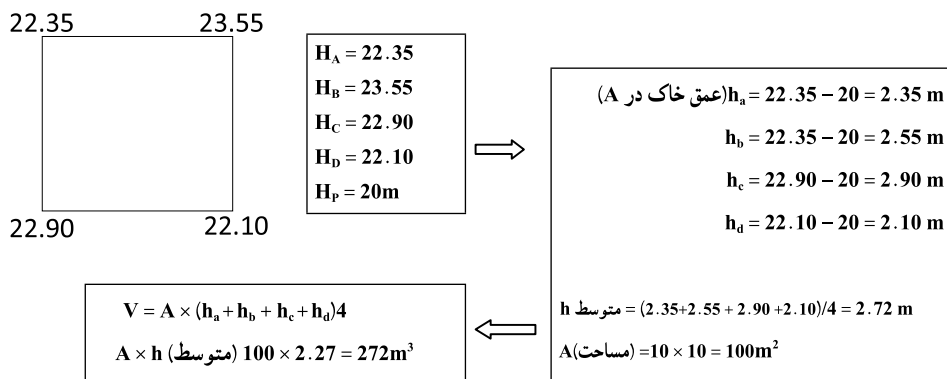 22.35 23.55
22.90 22.10
H_A = 22.35
H_B = 23.55
H_C = 22.90
H_D = 22.10
H_P = 20m
(عمق خاک در A) h_a = 22.35 – 20 = 2.35 m
h_b = 22.35 – 20 = 2.55 m
h_c = 22.90 – 20 = 2.90 m
h_d = 22.10 – 20 = 2.10 m
h متوسط = (2.35+2.55 + 2.90 +2.10)/4 = 2.72 m
A(مساحت) =10 × 10 = 100m²
V = A × (h_a + h_b + h_c + h_d)4
A × h (متوسط) 100 × 2.27 = 272m³